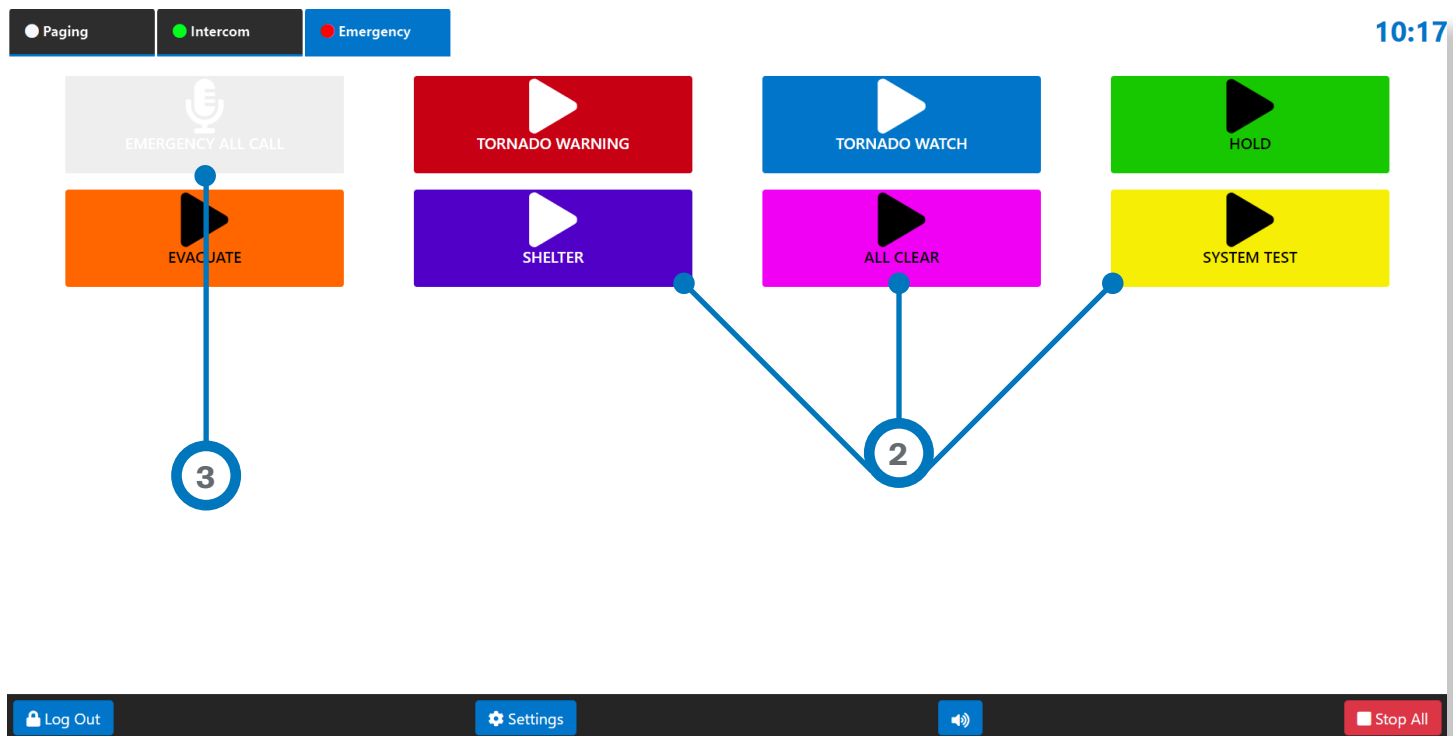 Paging
Intercom
Emergency
10:17
EMERGENCY ALL CALL
TORNADO WARNING
TORNADO WATCH
HOLD
EVACUATE
SHELTER
ALL CLEAR
SYSTEM TEST
3
2
Log Out
Settings
Stop All